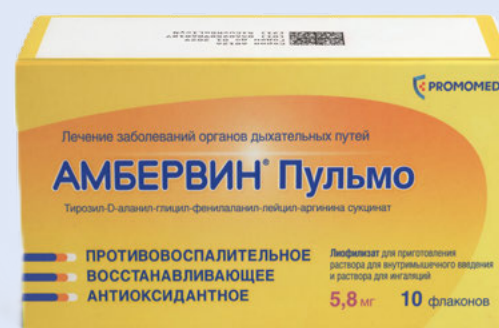 PROMOMED
Лечение заболеваний органов дыхательных путей
АМБЕРВИН® Пульмо
Тирозил-D-аланил-глицил-фенилаланил-лейцил-аргинина сукцинат
ПРОТИВОВОСПАЛИТЕЛЬНОЕ
ВОССТАНАВЛИВАЮЩЕЕ
АНТИОКСИДАНТНОЕ
Лиофилизат для приготовления
раствора для внутримышечного введения
и раствора для ингаляций
5,8 мг 10 флаконов